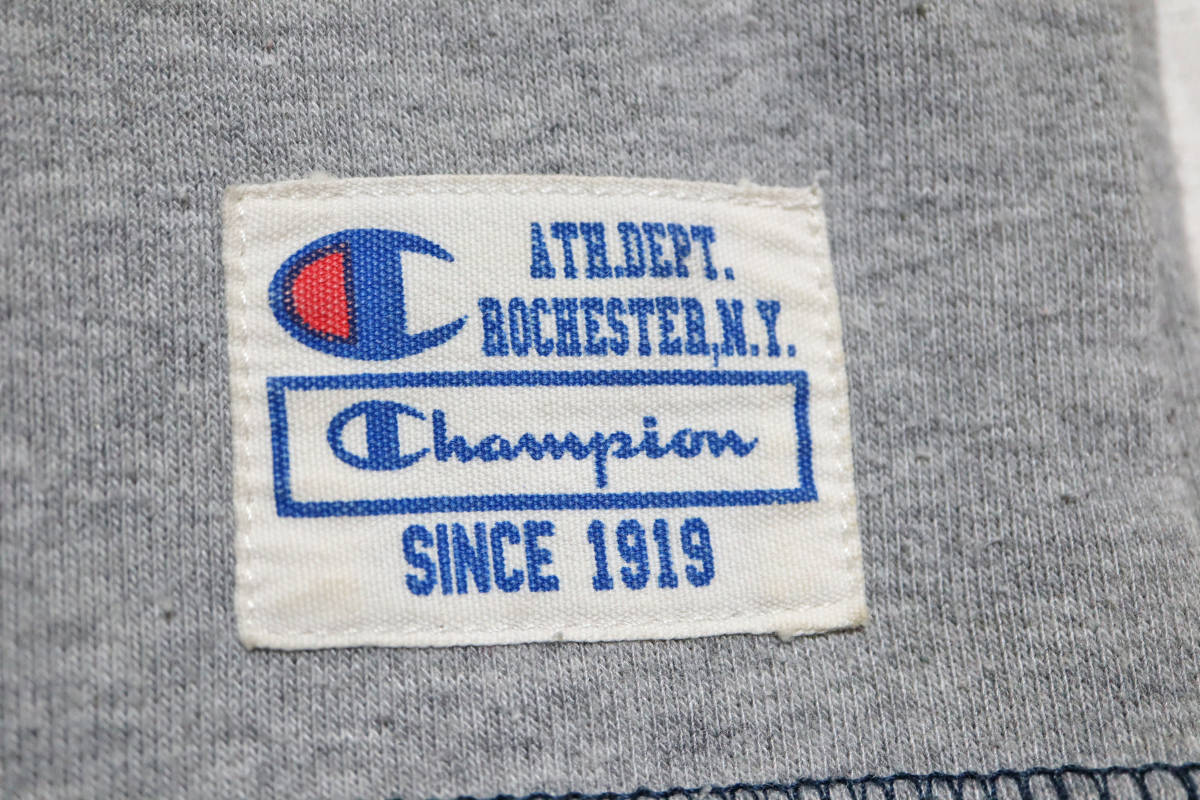 ATH.DEPT.
ROCHESTER,N.Y.
Champion
SINCE 1919